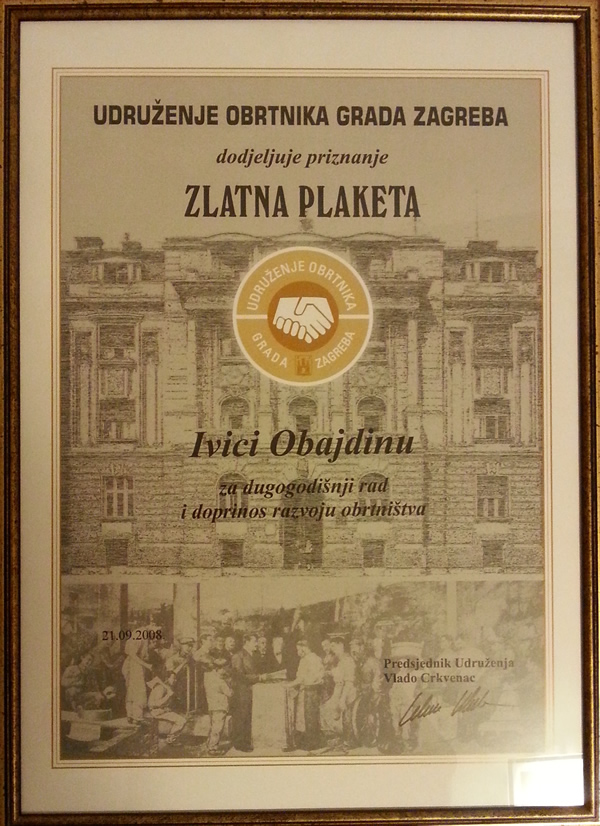 UDRUŽENJE OBRTNIKA GRADA ZAGREBA
dodjeljuje priznanje
ZLATNA PLAKETA
UDRUŽENJE OBRTNIKA
GRADA ZAGREBA
Ivici Obajdinu
za dugogodišnji rad
i doprinos razvoju obrtništva
21.09.2008
Predsjednik Udruženja
Vlado Crkvenac